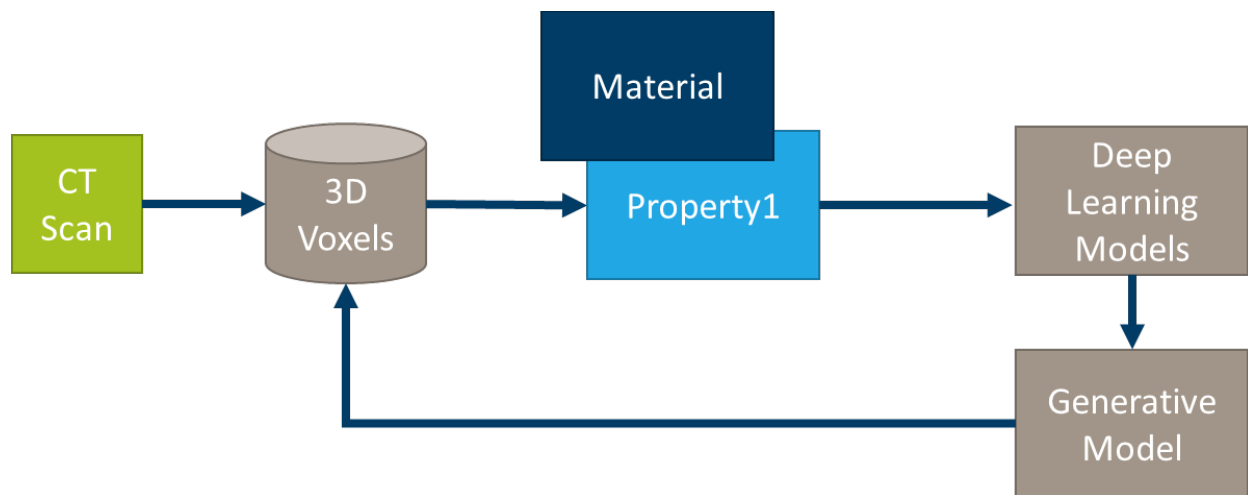 CT
Scan
3D
Voxels
Material
Property1
Deep
Learning
Models
Generative
Model